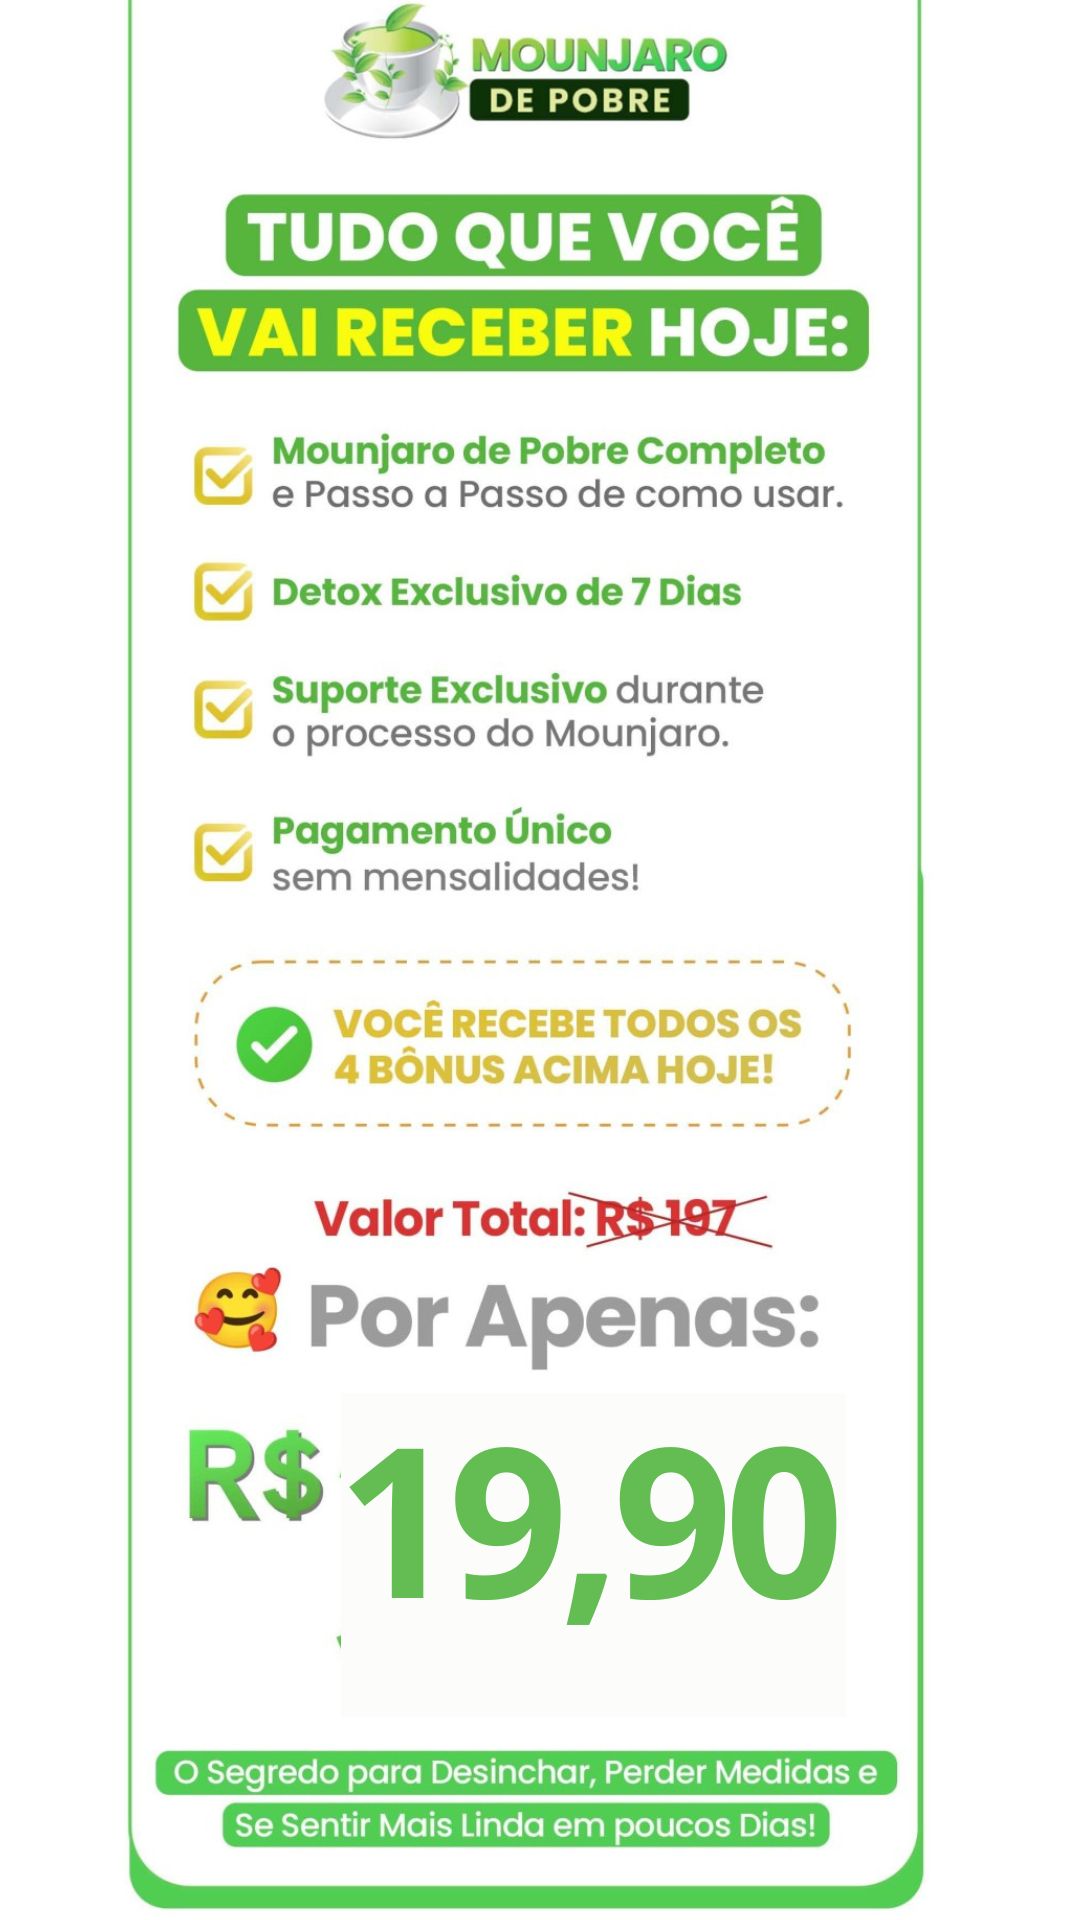 MOUNJARO
DE POBRE
TUDO QUE VOCÊ
VAI RECEBER HOJE:
Mounjaro de Pobre Completo
e Passo a Passo de como usar.
Detox Exclusivo de 7 Dias
Suporte Exclusivo durante
o processo do Mounjaro.
Pagamento Único
sem mensalidades!
VOCÊ RECEBE TODOS OS
4 BÔNUS ACIMA HOJE!
Valor Total: R$ 197
Por Apenas:
R$ 19,90
O Segredo para Desinchar, Perder Medidas e
Se Sentir Mais Linda em poucos Dias!